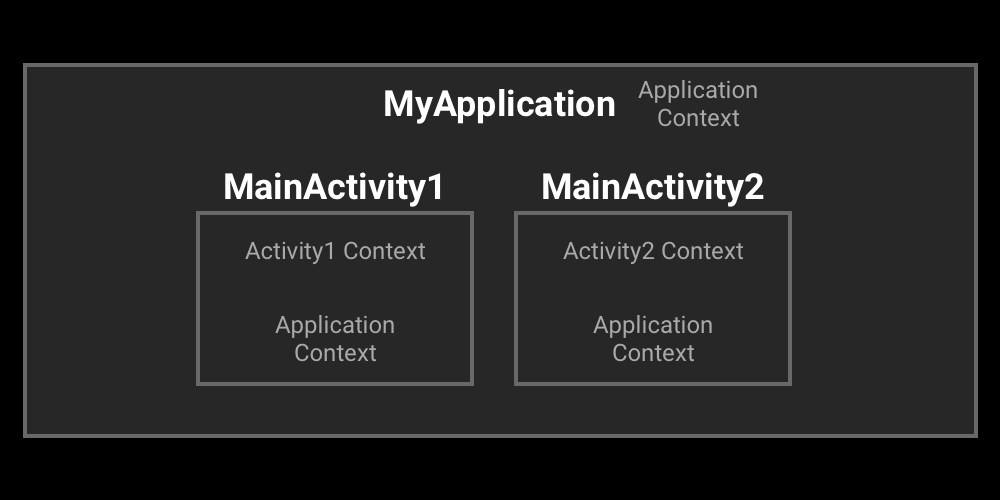 MyApplication
Application
Context
MainActivity1
MainActivity2
Activity1 Context
Application
Context
Activity2 Context
Application
Context